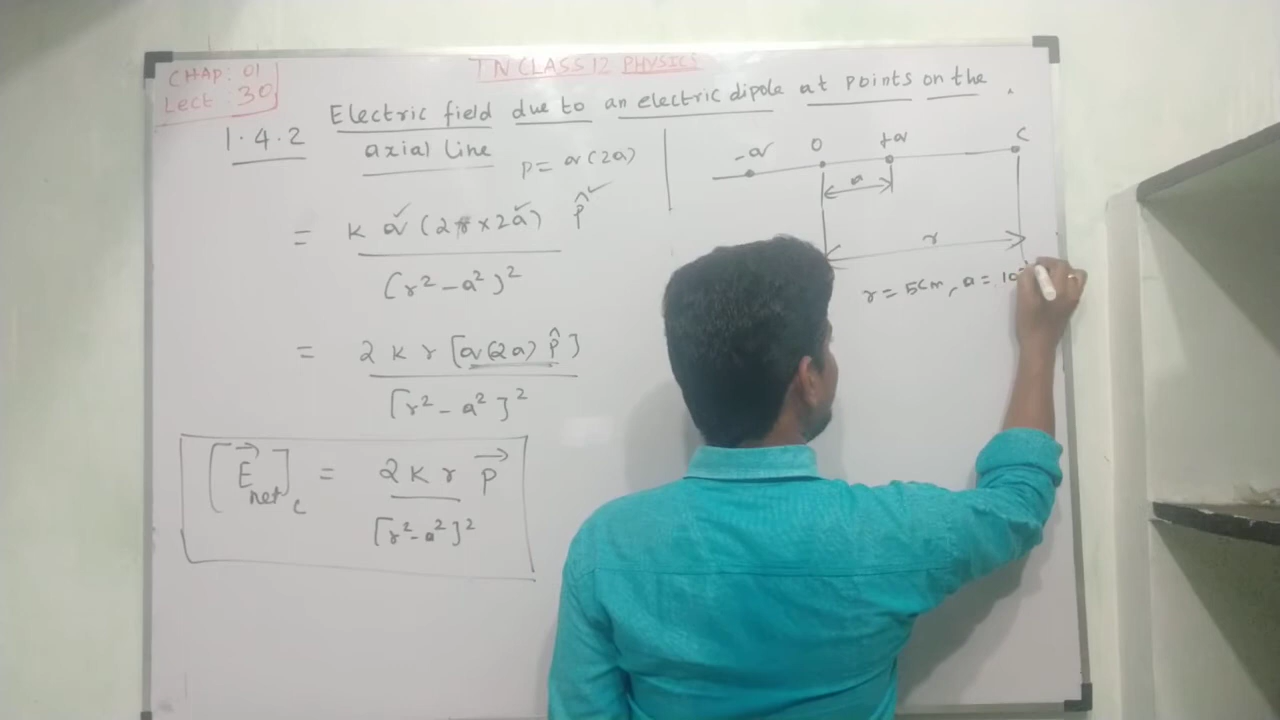 TN CLASS 12 PHYSICS
CHAP: 01
Lect: 30
1.4.2 Electric field due to an electric dipole at points on the
axial line
p = q(2a)
= k q (2r x 2a) p̂
(r² - a²)²
= 2 k r [q(2a) p̂]
[r² - a²]²
[E⃗net]c = 2 k r p⃗
[r² - a²]²
-q O +q C
a
r
r = 5cm, a = 10